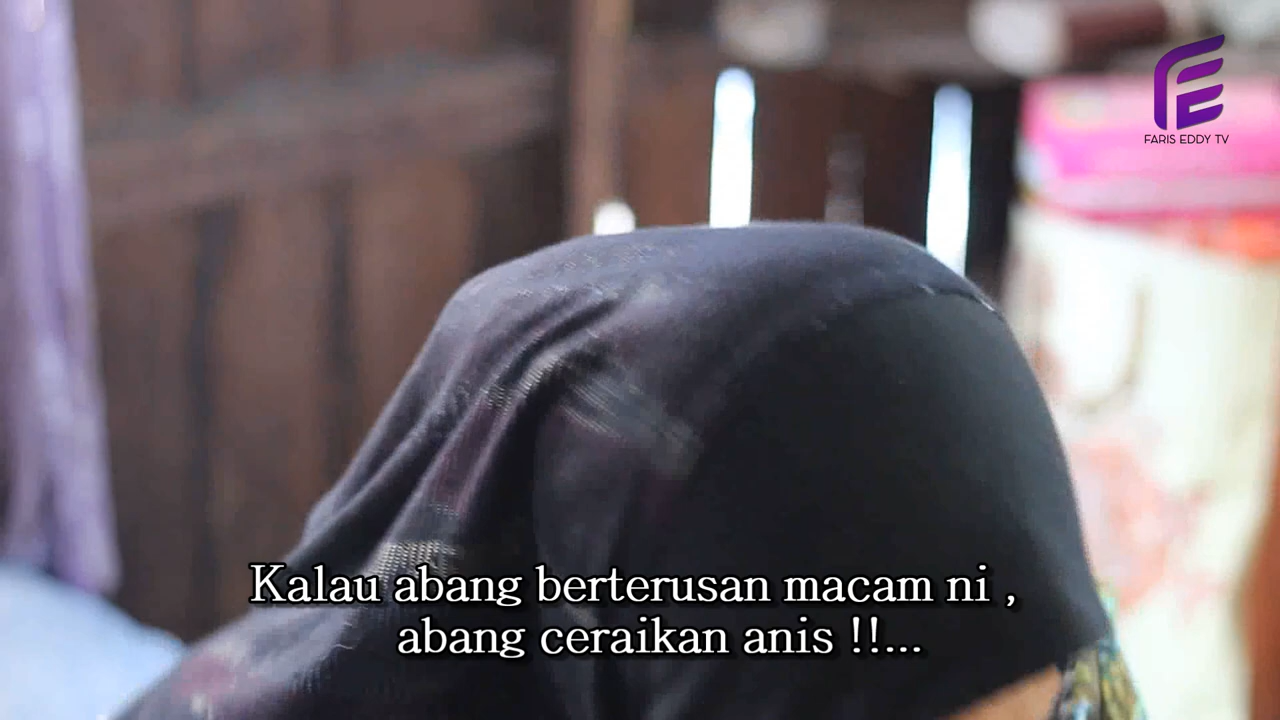 FARIS EDDY TV
Kalau abang berterusan macam ni ,
abang ceraikan anis !!...